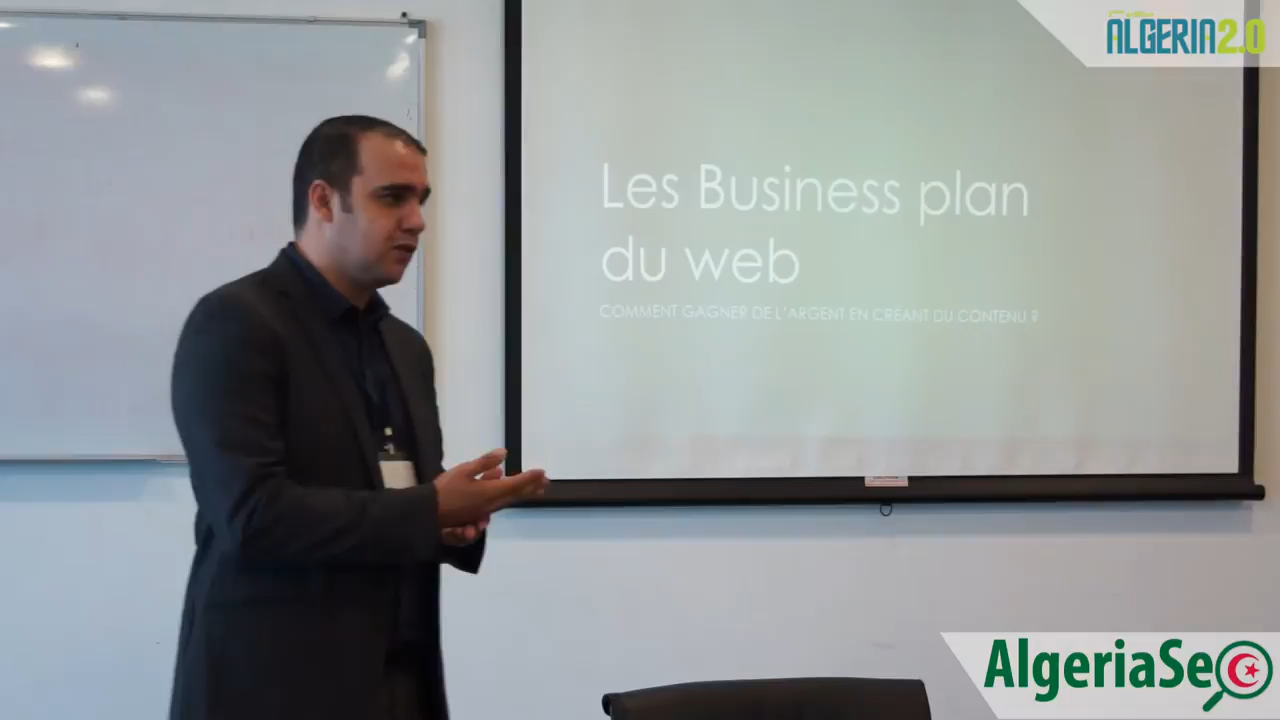 ALGERIA2.0
Les Business plan
du web
COMMENT GAGNER DE L'ARGENT EN CREANT DU CONTENU ?
AlgeriaSeo